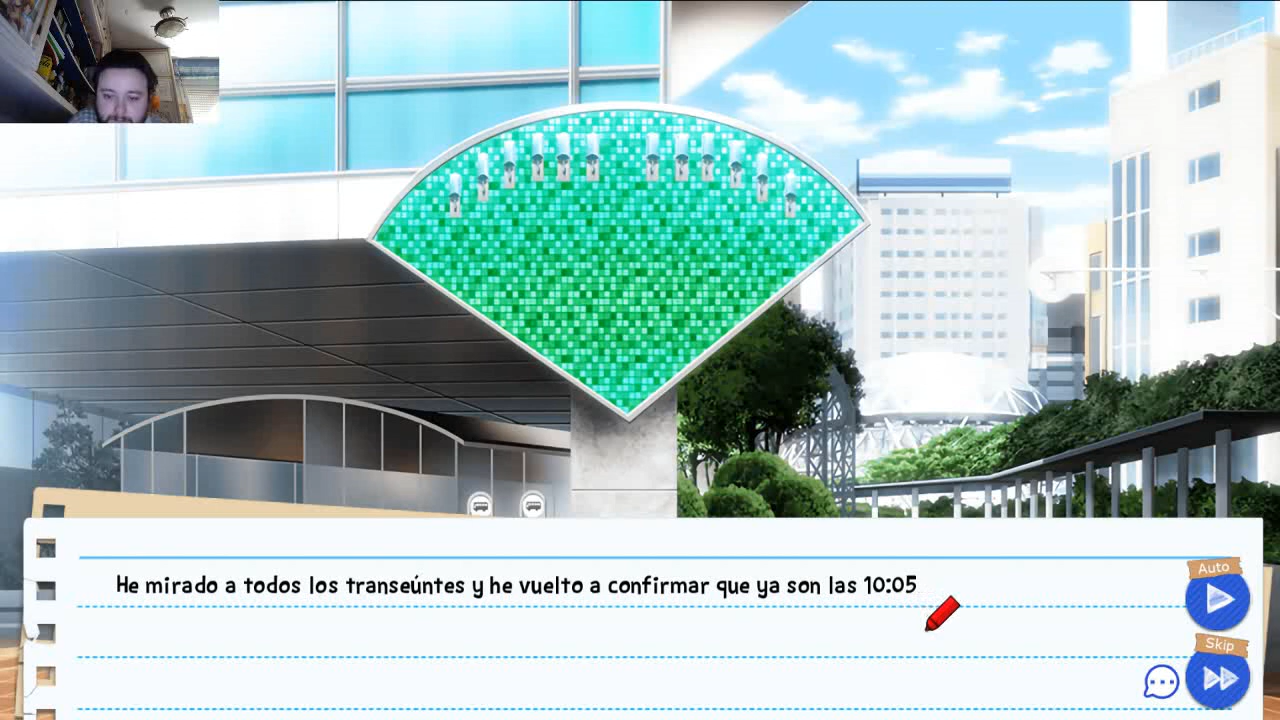 He mirado a todos los transeúntes y he vuelto a confirmar que ya son las 10:05
Auto
Skip